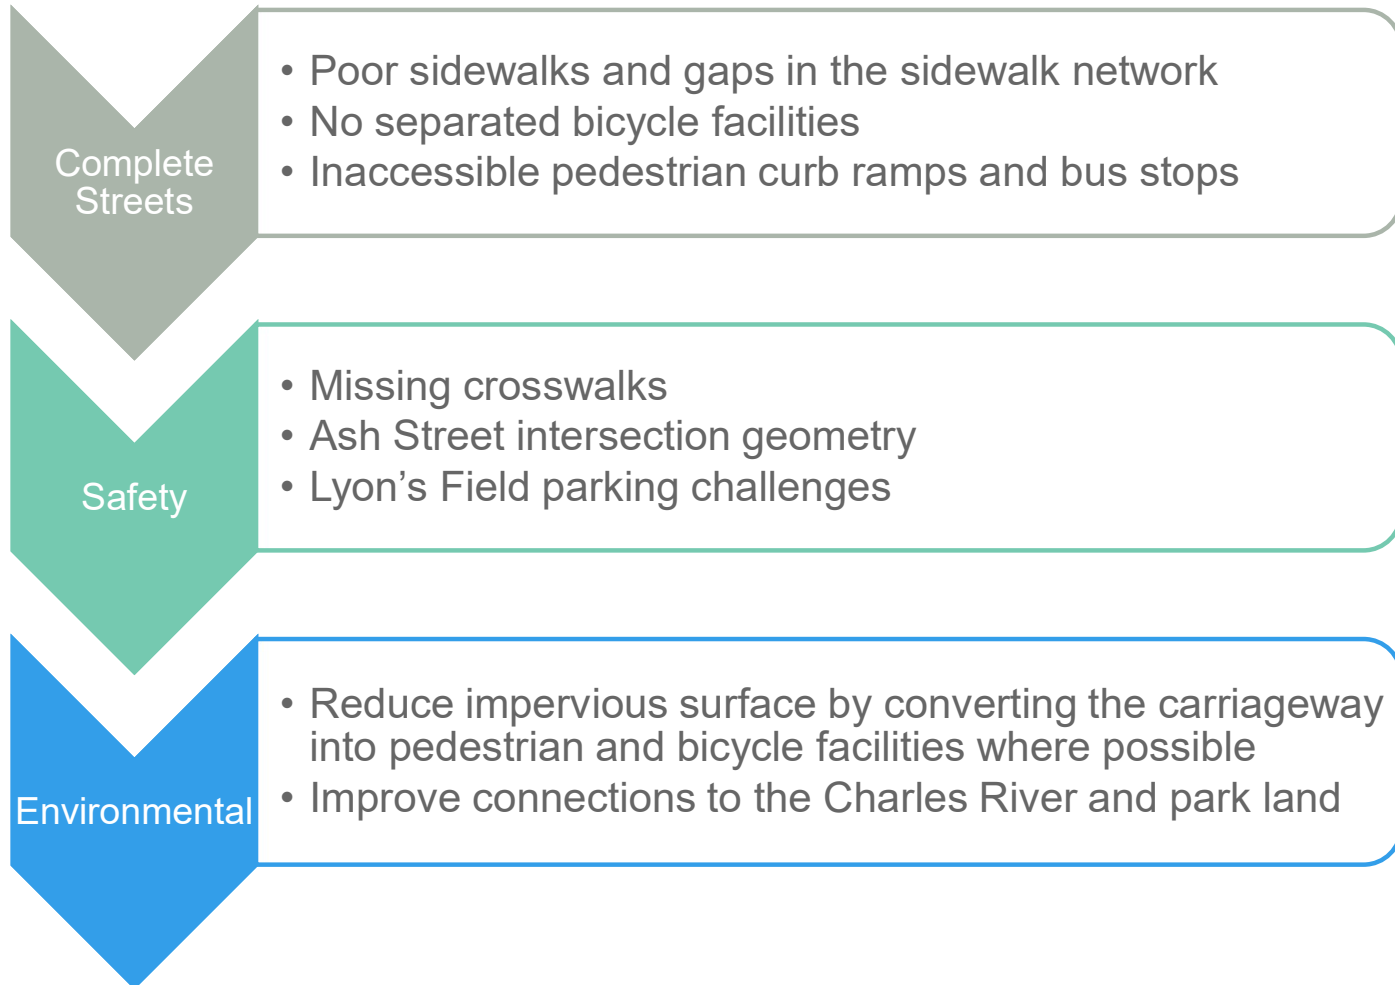 Complete
Streets
• Poor sidewalks and gaps in the sidewalk network
• No separated bicycle facilities
• Inaccessible pedestrian curb ramps and bus stops
Safety
• Missing crosswalks
• Ash Street intersection geometry
• Lyon’s Field parking challenges
Environmental
• Reduce impervious surface by converting the carriageway
into pedestrian and bicycle facilities where possible
• Improve connections to the Charles River and park land